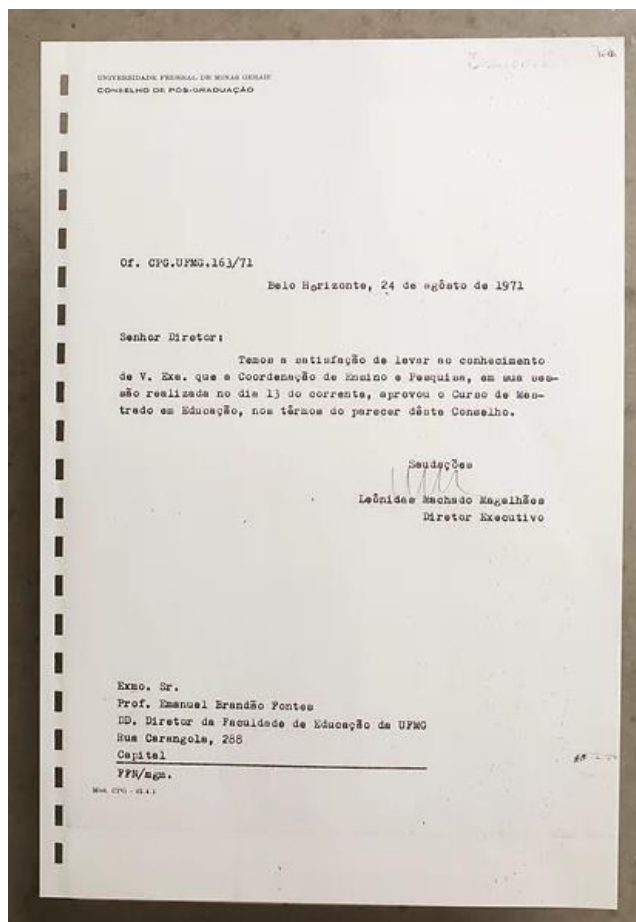 UNIVERSIDADE FEDERAL DE MINAS GERAIS
CONSELHO DE PÓS-GRADUAÇÃO
Of. CPG.UFMG.163/71
Belo Horizonte, 24 de agôsto de 1971
Senhor Diretor:
Temos a satisfação de levar ao conhecimento
de V. Exa. que a Coordenação de Ensino e Pesquisa, em sua ses-
são realizada no dia 13 do corrente, aprovou o Curso de Mes-
trado em Educação, nos têrmos do parecer dêste Conselho.
Saudações
Leônidas Machado Magalhães
Diretor Executivo
Exmo. Sr.
Prof. Emanuel Brandão Fontes
DD. Diretor da Faculdade de Educação da UFMG
Rua Carangola, 288
Capital
FFN/mgm.
Mod. CPG -